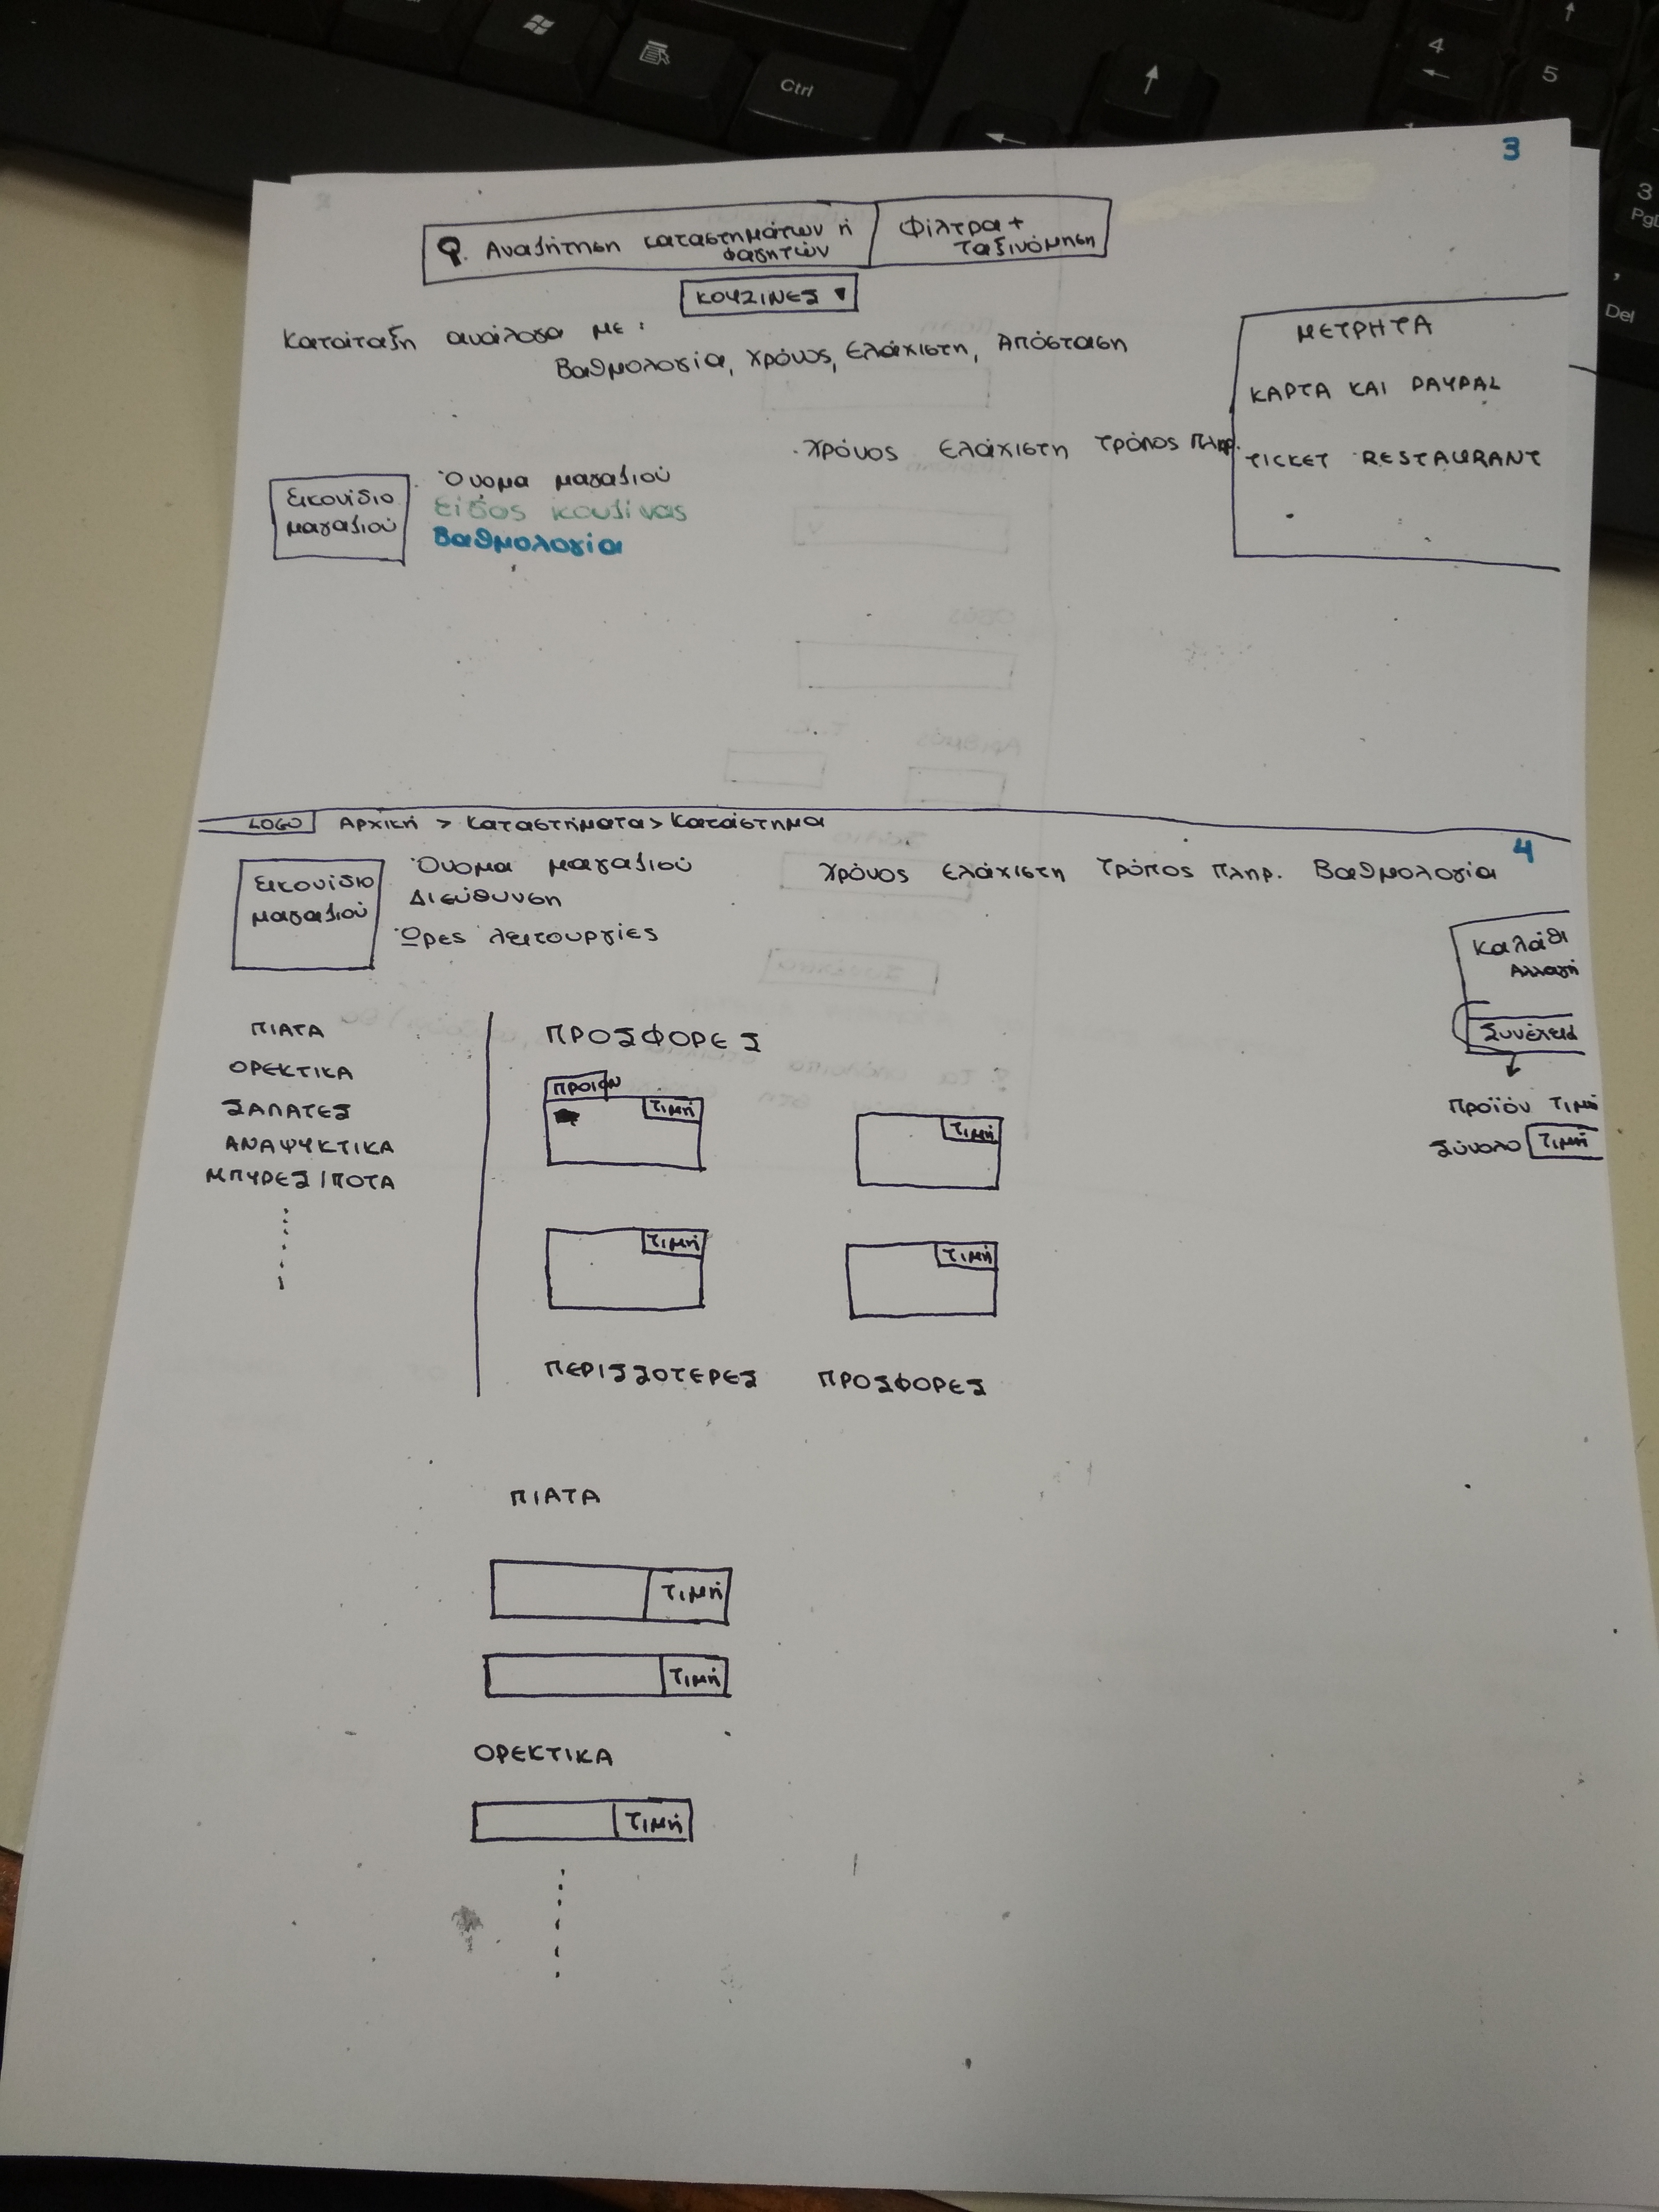 Ctrl
4
5
3
Del
3
Αναζήτηση καταστημάτων ή
φαγητών
Φίλτρα +
Ταξινόμηση
ΚΟΥΖΙΝΕΣ
Κατάταξη ανάλογα με:
Βαθμολογία, Χρόνος, Ελάχιστη, Απόσταση
ΜΕΤΡΗΤΑ
ΚΑΡΤΑ ΚΑΙ PAYPAL
TICKET RESTAURANT
Χρόνος Ελάχιστη Τρόπος Πληρ.
Εικονίδιο
μαγαζιού
Όνομα μαγαζιού
Είδος κουζίνας
Βαθμολογία
LOGO Αρχική > Καταστήματα > Κατάστημα
4
Εικονίδιο
μαγαζιού
Όνομα μαγαζιού
Διεύθυνση
Ώρες λειτουργίες
Χρόνος Ελάχιστη Τρόπος Πληρ. Βαθμολογία
Καλάθι
Αλλαγή
Συνέχεια
Προϊόν Τιμή
Σύνολο Τιμή
ΠΙΑΤΑ
ΟΡΕΚΤΙΚΑ
ΣΑΛΑΤΕΣ
ΑΝΑΨΥΚΤΙΚΑ
ΜΠΥΡΕΣ/ΠΟΤΑ
ΠΡΟΣΦΟΡΕΣ
ΠΡΟΙΟΝ
Τιμή
Τιμή
Τιμή
Τιμή
ΠΕΡΙΣΣΟΤΕΡΕΣ ΠΡΟΣΦΟΡΕΣ
ΠΙΑΤΑ
Τιμή
Τιμή
ΟΡΕΚΤΙΚΑ
Τιμή